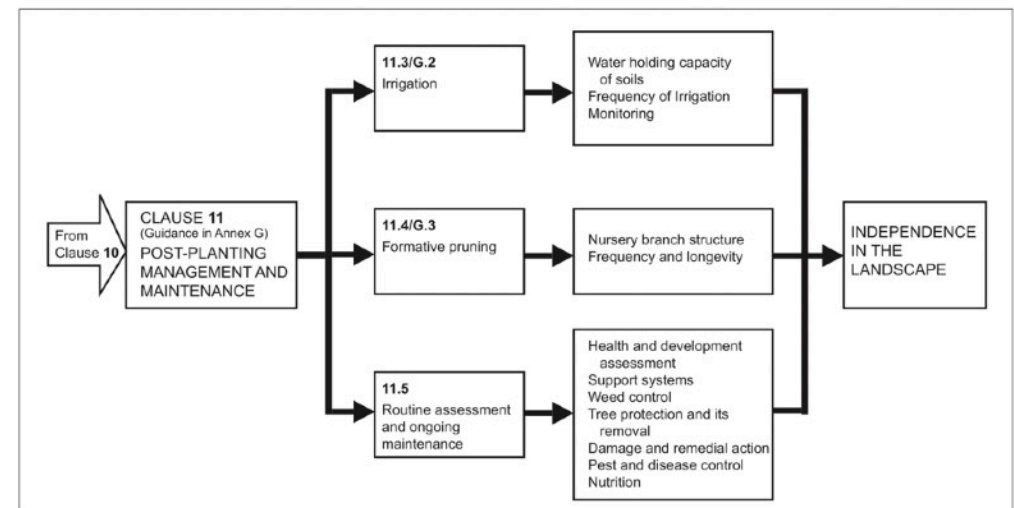 From
Clause 10
CLAUSE 11
(Guidance in Annex G)
POST-PLANTING
MANAGEMENT AND
MAINTENANCE
11.3/G.2
Irrigation
Water holding capacity
of soils
Frequency of Irrigation
Monitoring
11.4/G.3
Formative pruning
Nursery branch structure
Frequency and longevity
11.5
Routine assessment
and ongoing
maintenance
Health and development
assessment
Support systems
Weed control
Tree protection and its
removal
Damage and remedial action
Pest and disease control
Nutrition
INDEPENDENCE
IN THE
LANDSCAPE